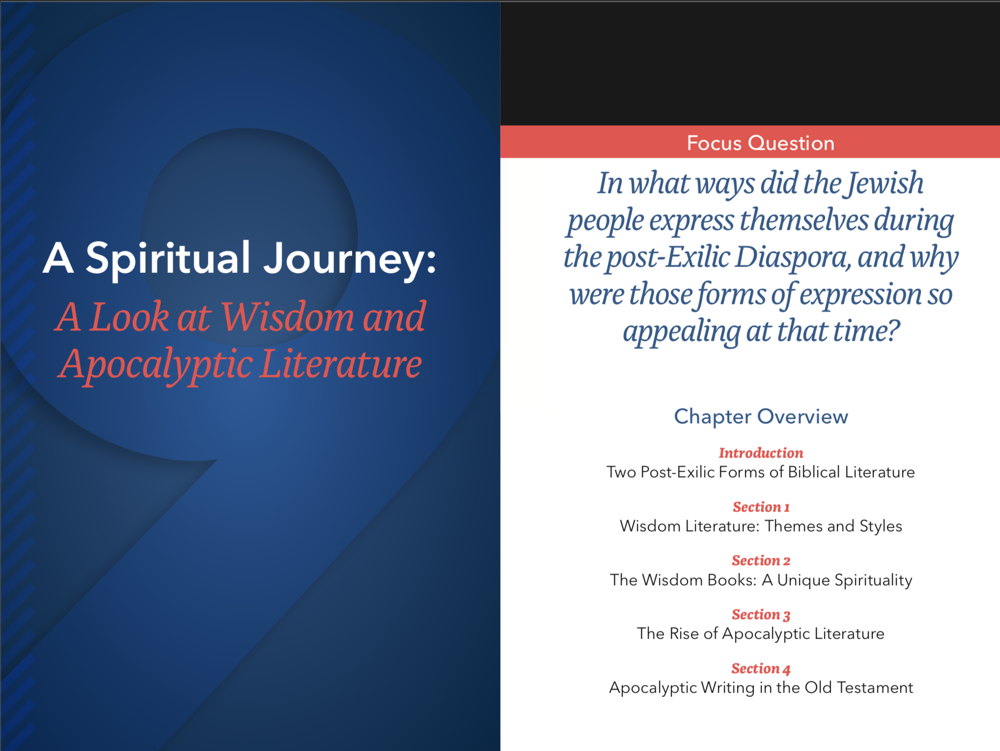 9
A Spiritual Journey:
A Look at Wisdom and
Apocalyptic Literature
Focus Question
In what ways did the Jewish
people express themselves during
the post-Exilic Diaspora, and why
were those forms of expression so
appealing at that time?
Chapter Overview
Introduction
Two Post-Exilic Forms of Biblical Literature
Section 1
Wisdom Literature: Themes and Styles
Section 2
The Wisdom Books: A Unique Spirituality
Section 3
The Rise of Apocalyptic Literature
Section 4
Apocalyptic Writing in the Old Testament